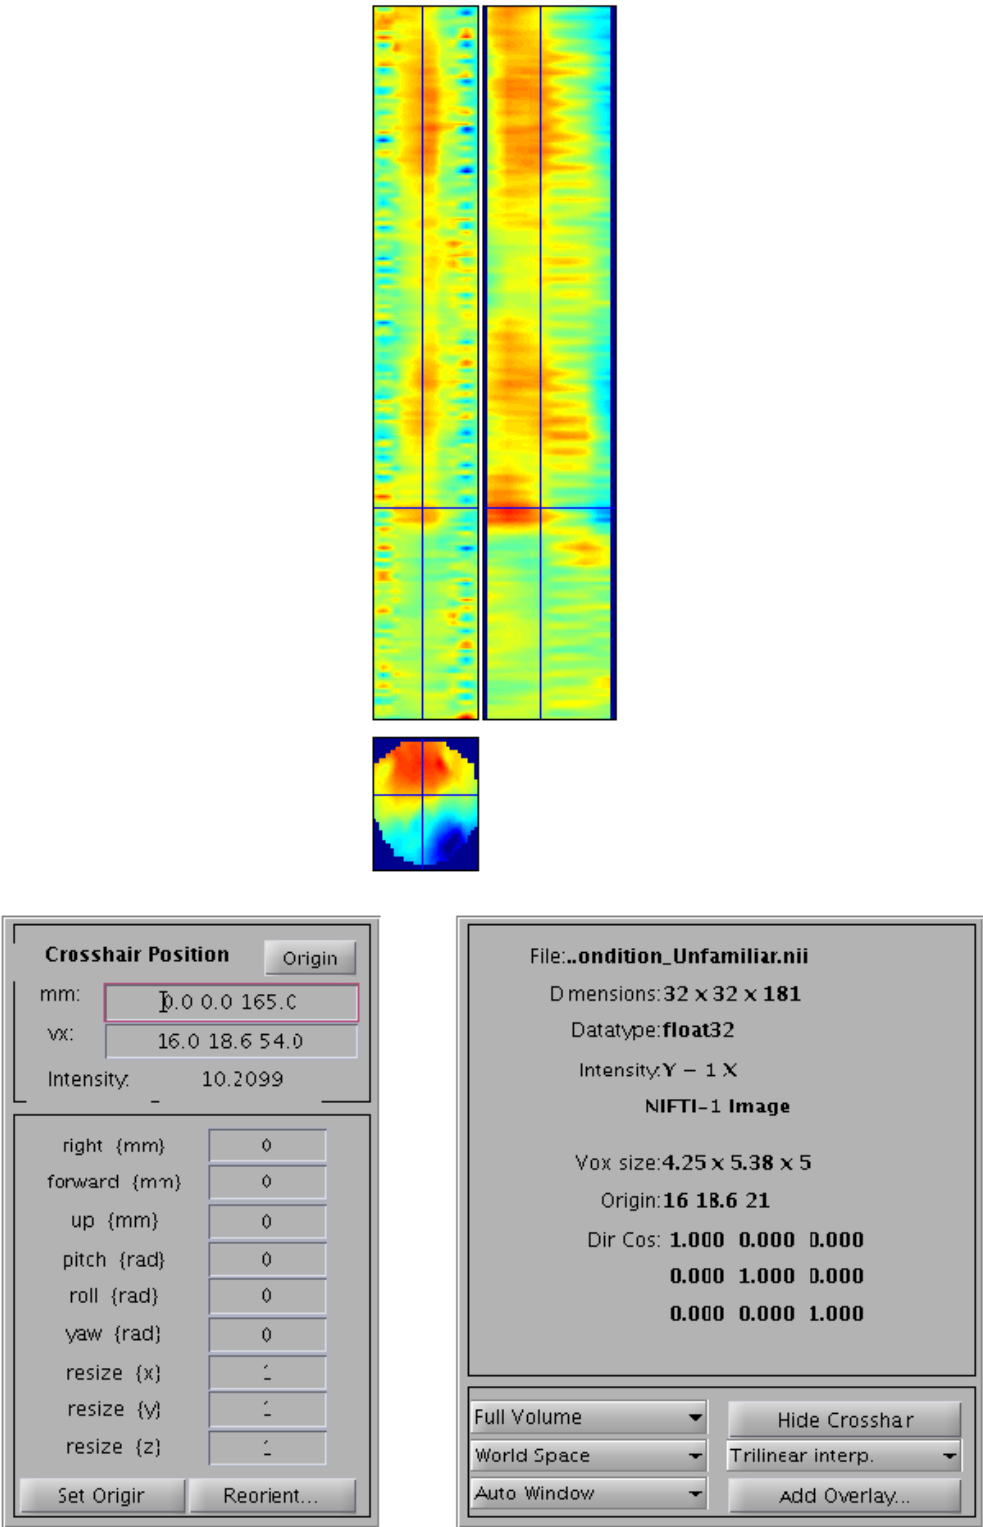 Crosshair Position
Origin
mm:
0.0 0.0 165.0
vx:
16.0 18.6 54.0
Intensity:
10.2099
right {mm}
0
forward {mm}
0
up {mm}
0
pitch {rad}
0
roll {rad}
0
yaw {rad}
0
resize {x}
1
resize {y}
1
resize {z}
1
Set Origin
Reorient...
File:..ondition_Unfamiliar.nii
Dimensions:32 x 32 x 181
Datatype:float32
Intensity:Y = 1 X
NIFTI-1 Image
Vox size:4.25 x 5.38 x 5
Origin:16 18.6 21
Dir Cos: 1.000 0.000 0.000
0.000 1.000 0.000
0.000 0.000 1.000
Full Volume
Hide Crosshair
World Space
Trilinear interp.
Auto Window
Add Overlay...